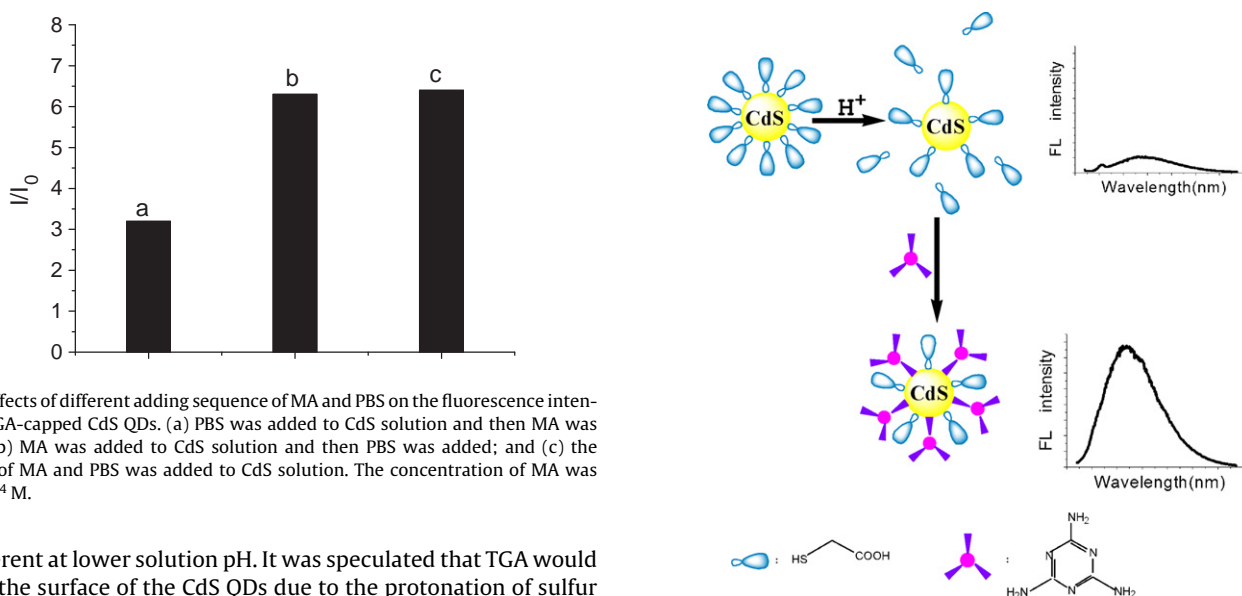 8
7
6
5
4
3
2
1
0
I/I0
a
b
c
ffects of different adding sequence of MA and PBS on the fluorescence inten-
GA-capped CdS QDs. (a) PBS was added to CdS solution and then MA was
b) MA was added to CdS solution and then PBS was added; and (c) the
of MA and PBS was added to CdS solution. The concentration of MA was
4 M.
erent at lower solution pH. It was speculated that TGA would
the surface of the CdS QDs due to the protonation of sulfur
CdS
H+
CdS
FL intensity
Wavelength(nm)
CdS
FL intensity
Wavelength(nm)
: HS COOH
: NH2
N N
H2N N NH2